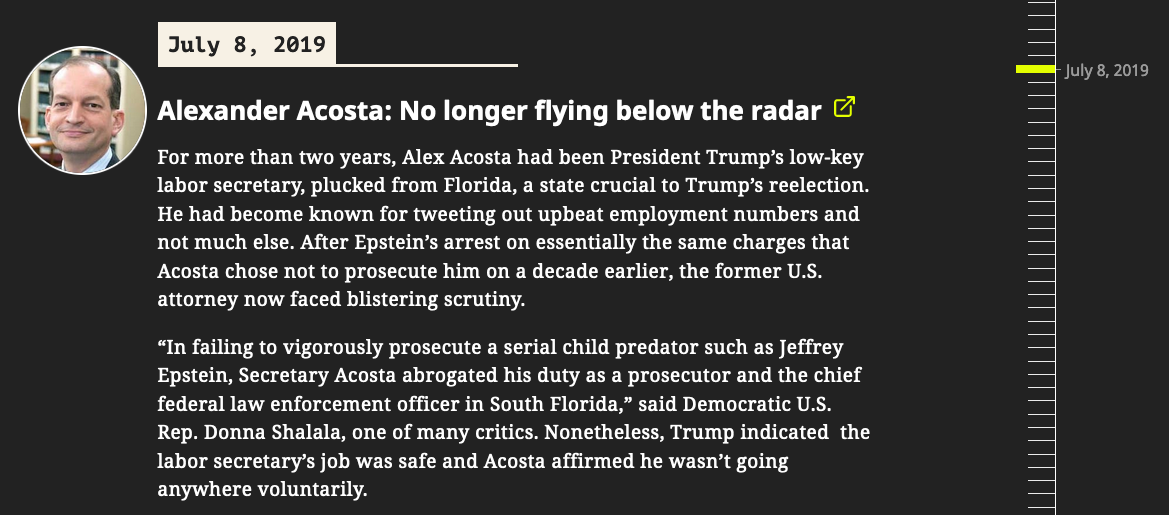 July 8, 2019
July 8, 2019
Alexander Acosta: No longer flying below the radar
For more than two years, Alex Acosta had been President Trump’s low-key
labor secretary, plucked from Florida, a state crucial to Trump’s reelection.
He had become known for tweeting out upbeat employment numbers and
not much else. After Epstein’s arrest on essentially the same charges that
Acosta chose not to prosecute him on a decade earlier, the former U.S.
attorney now faced blistering scrutiny.
“In failing to vigorously prosecute a serial child predator such as Jeffrey
Epstein, Secretary Acosta abrogated his duty as a prosecutor and the chief
federal law enforcement officer in South Florida,” said Democratic U.S.
Rep. Donna Shalala, one of many critics. Nonetheless, Trump indicated  the
labor secretary’s job was safe and Acosta affirmed he wasn’t going
anywhere voluntarily.